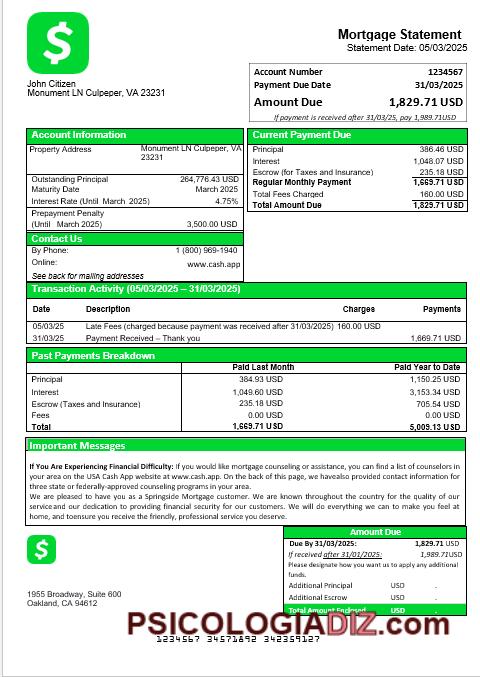 $
Mortgage Statement
Statement Date: 05/03/2025
John Citizen
Monument LN Culpeper, VA 23231
Account Number 1234567
Payment Due Date 31/03/2025
Amount Due 1,829.71 USD
If payment is received after 31/03/25, pay 1,989.71USD
Account Information
Property Address Monument LN Culpeper, VA
23231
Outstanding Principal 264,776.43 USD
Maturity Date March 2025
Interest Rate (Until March 2025) 4.75%
Prepayment Penalty
(Until March 2025) 3,500.00 USD
Current Payment Due
Principal 386.46 USD
Interest 1,048.07 USD
Escrow (for Taxes and Insurance) 235.18 USD
Regular Monthly Payment 1,669.71 USD
Total Fees Charged 160.00 USD
Total Amount Due 1,829.71 USD
Contact Us
By Phone: 1 (800) 969-1940
Online: www.cash.app
See back for mailing addresses
Transaction Activity (05/03/2025 – 31/03/2025)
Date Description Charges Payments
05/03/25 Late Fees (charged because payment was received after 31/03/2025) 160.00 USD
31/03/25 Payment Received – Thank you 1,669.71 USD
Past Payments Breakdown
Paid Last Month Paid Year to Date
Principal 384.93 USD 1,150.25 USD
Interest 1,049.60 USD 3,153.34 USD
Escrow (Taxes and Insurance) 235.18 USD 705.54 USD
Fees 0.00 USD 0.00 USD
Total 1,669.71 USD 5,009.13 USD
Important Messages
If You Are Experiencing Financial Difficulty: If you would like mortgage counseling or assistance, you can find a list of counselors in
your area on the USA Cash App website at www.cash.app. On the back of this page, we havealso provided contact information for
three state or federally-approved counseling programs in your area.
We are pleased to have you as a Springside Mortgage customer. We are known throughout the country for the quality of our
serviceand our dedication to providing financial security for our customers. We will do everything we can to make you feel at
home, and toensure you receive the friendly, professional service you deserve.
$
1955 Broadway, Suite 600
Oakland, CA 94612
Amount Due
Due By 31/03/2025: 1,829.71 USD
If received after 31/01/2025: 1,989.71USD
Please designate how you want us to apply any additional
funds.
Additional Principal USD .
Additional Escrow USD .
Total Amount Enclosed USD .
PSICOLOGIADIZ.com
1234567 34571892 342359127